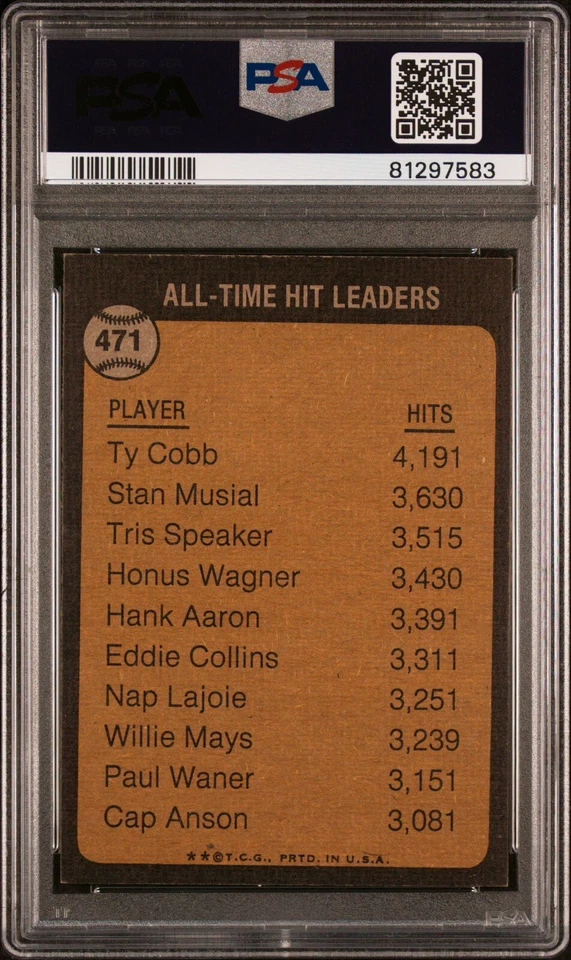 PSA
PSA
81297583
ALL-TIME HIT LEADERS
471
PLAYER HITS
Ty Cobb 4,191
Stan Musial 3,630
Tris Speaker 3,515
Honus Wagner 3,430
Hank Aaron 3,391
Eddie Collins 3,311
Nap Lajoie 3,251
Willie Mays 3,239
Paul Waner 3,151
Cap Anson 3,081
**©T.C.G., PRTD. IN U.S.A.
PSA